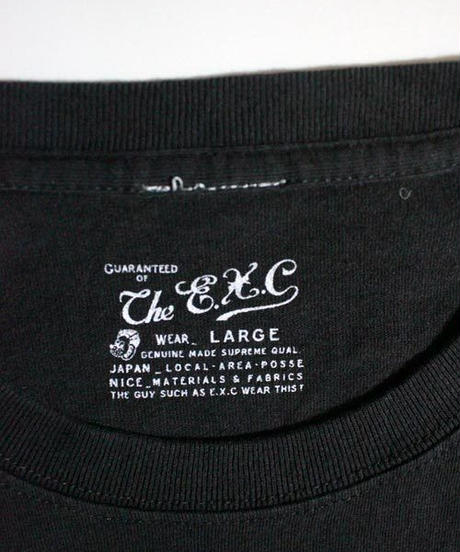 GUARANTEED
OF
The E.X.C
WEAR_ LARGE
GENUINE MADE SUPREME QUAL
JAPAN_LOCAL-AREA-POSSE
NICE_MATERIALS & FABRICS
THE GUY SUCH AS E.X.C WEAR THIS!